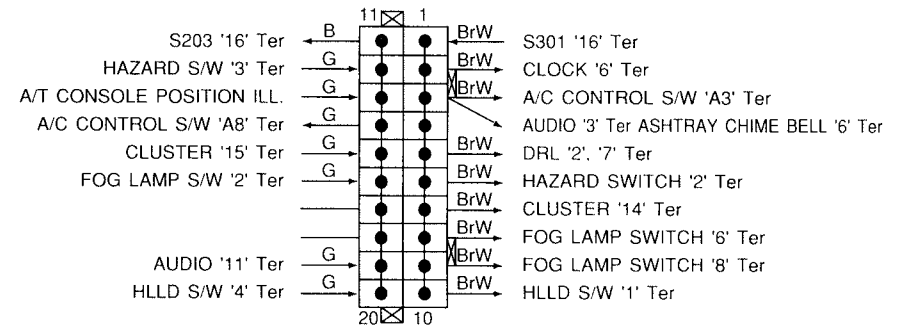 11 1
S203 '16' Ter B BrW S301 '16' Ter
HAZARD S/W '3' Ter G BrW CLOCK '6' Ter
A/T CONSOLE POSITION ILL. G BrW A/C CONTROL S/W 'A3' Ter
A/C CONTROL S/W 'A8' Ter G AUDIO '3' Ter ASHTRAY CHIME BELL '6' Ter
CLUSTER '15' Ter G BrW DRL '2', '7' Ter
FOG LAMP S/W '2' Ter G BrW HAZARD SWITCH '2' Ter
BrW CLUSTER '14' Ter
BrW FOG LAMP SWITCH '6' Ter
AUDIO '11' Ter G BrW FOG LAMP SWITCH '8' Ter
HLLD S/W '4' Ter G BrW HLLD S/W '1' Ter
20 10